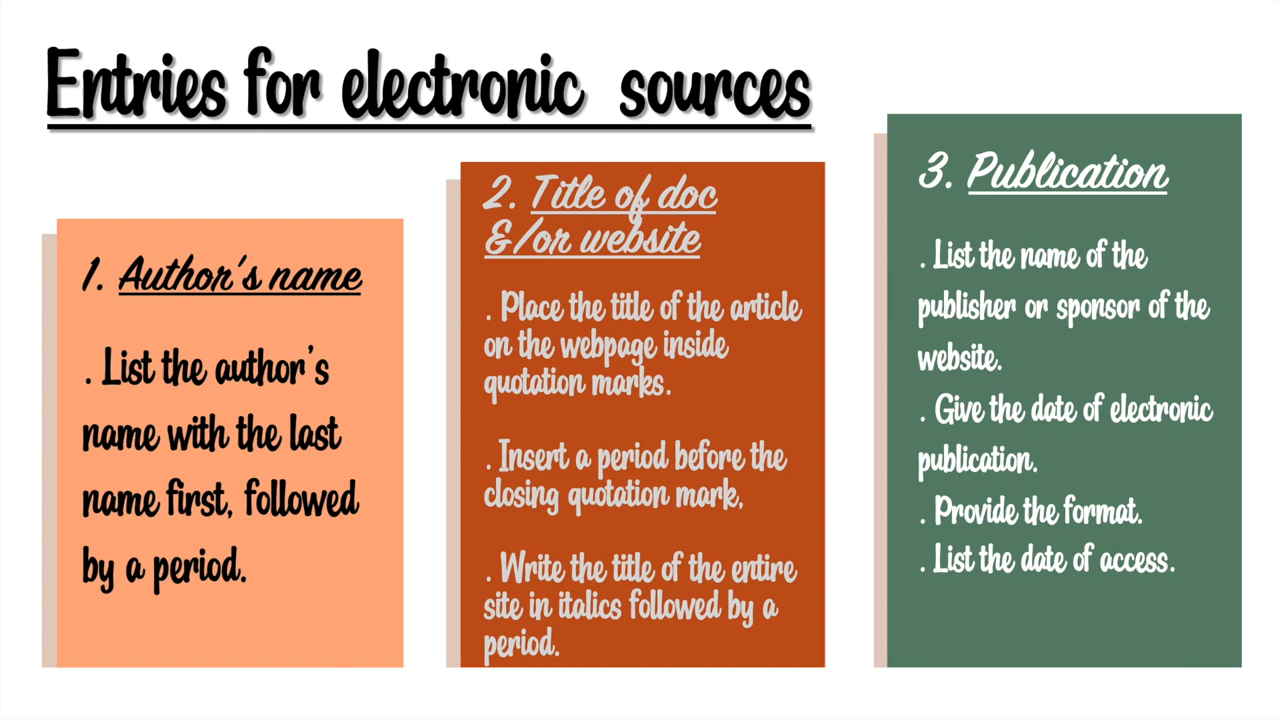 Entries for electronic sources
1. Author's name
. List the author's
name with the last
name first, followed
by a period.
2. Title of doc
&/or website
. Place the title of the article
on the webpage inside
quotation marks.
. Insert a period before the
closing quotation mark,
. Write the title of the entire
site in italics followed by a
period.
3. Publication
. List the name of the
publisher or sponsor of the
website.
. Give the date of electronic
publication.
. Provide the format.
. List the date of access.